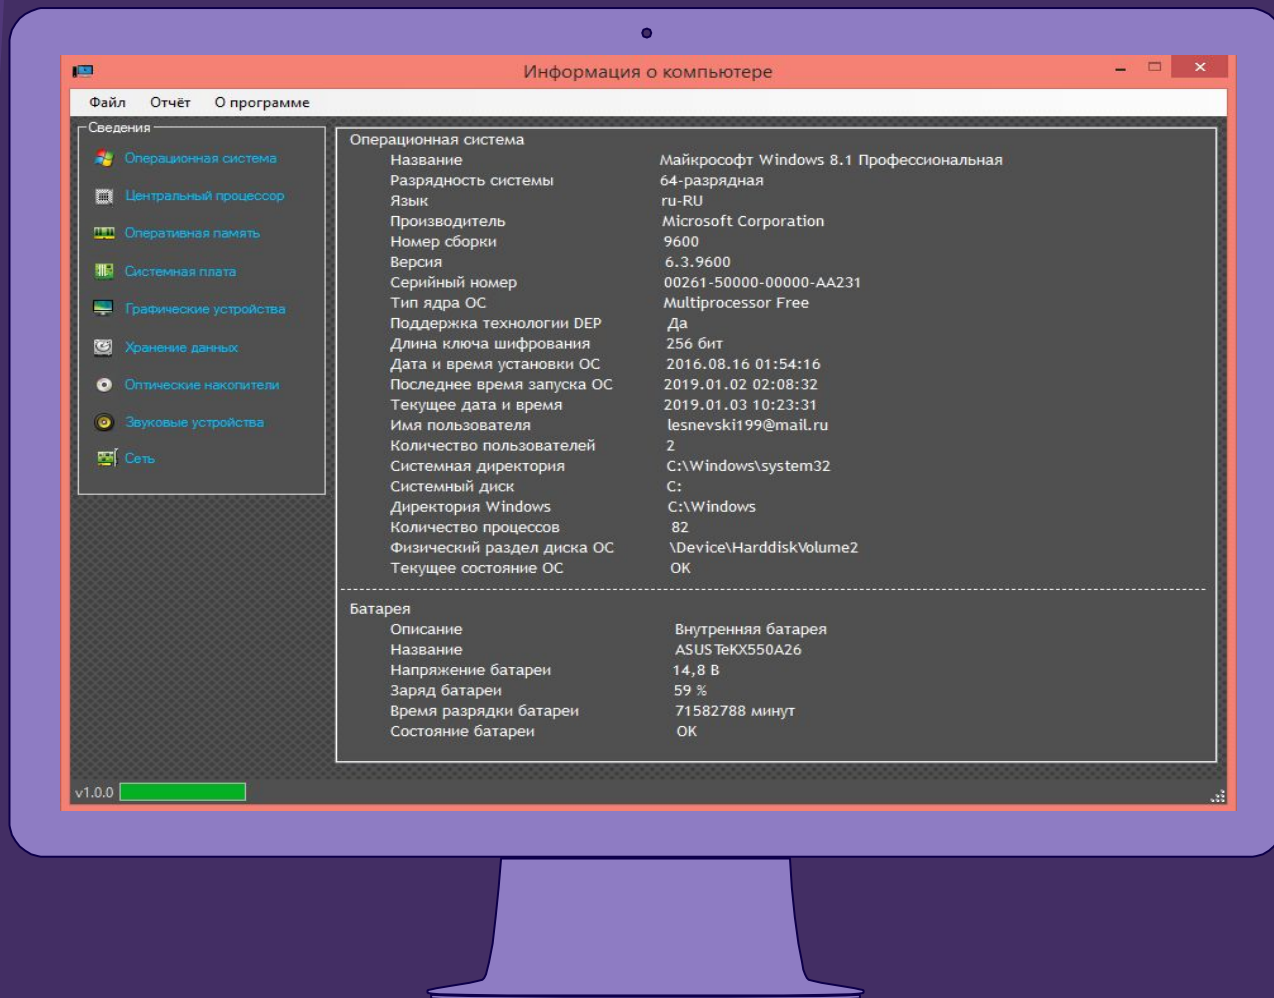 Информация о компьютере
Файл Отчёт О программе
Сведения
Операционная система
Центральный процессор
Оперативная память
Системная плата
Графические устройства
Хранение данных
Оптические накопители
Звуковые устройства
Сеть
Операционная система
Название Майкрософт Windows 8.1 Профессиональная
Разрядность системы 64-разрядная
Язык ru-RU
Производитель Microsoft Corporation
Номер сборки 9600
Версия 6.3.9600
Серийный номер 00261-50000-00000-AA231
Тип ядра ОС Multiprocessor Free
Поддержка технологии DEP Да
Длина ключа шифрования 256 бит
Дата и время установки ОС 2016.08.16 01:54:16
Последнее время запуска ОС 2019.01.02 02:08:32
Текущее дата и время 2019.01.03 10:23:31
Имя пользователя lesnevski199@mail.ru
Количество пользователей 2
Системная директория C:\Windows\system32
Системный диск C:
Директория Windows C:\Windows
Количество процессов 82
Физический раздел диска ОС \Device\HarddiskVolume2
Текущее состояние ОС OK
Батарея
Описание Внутренняя батарея
Название ASUSTeKX550A26
Напряжение батареи 14,8 В
Заряд батареи 59 %
Время разрядки батареи 71582788 минут
Состояние батареи OK
v1.0.0